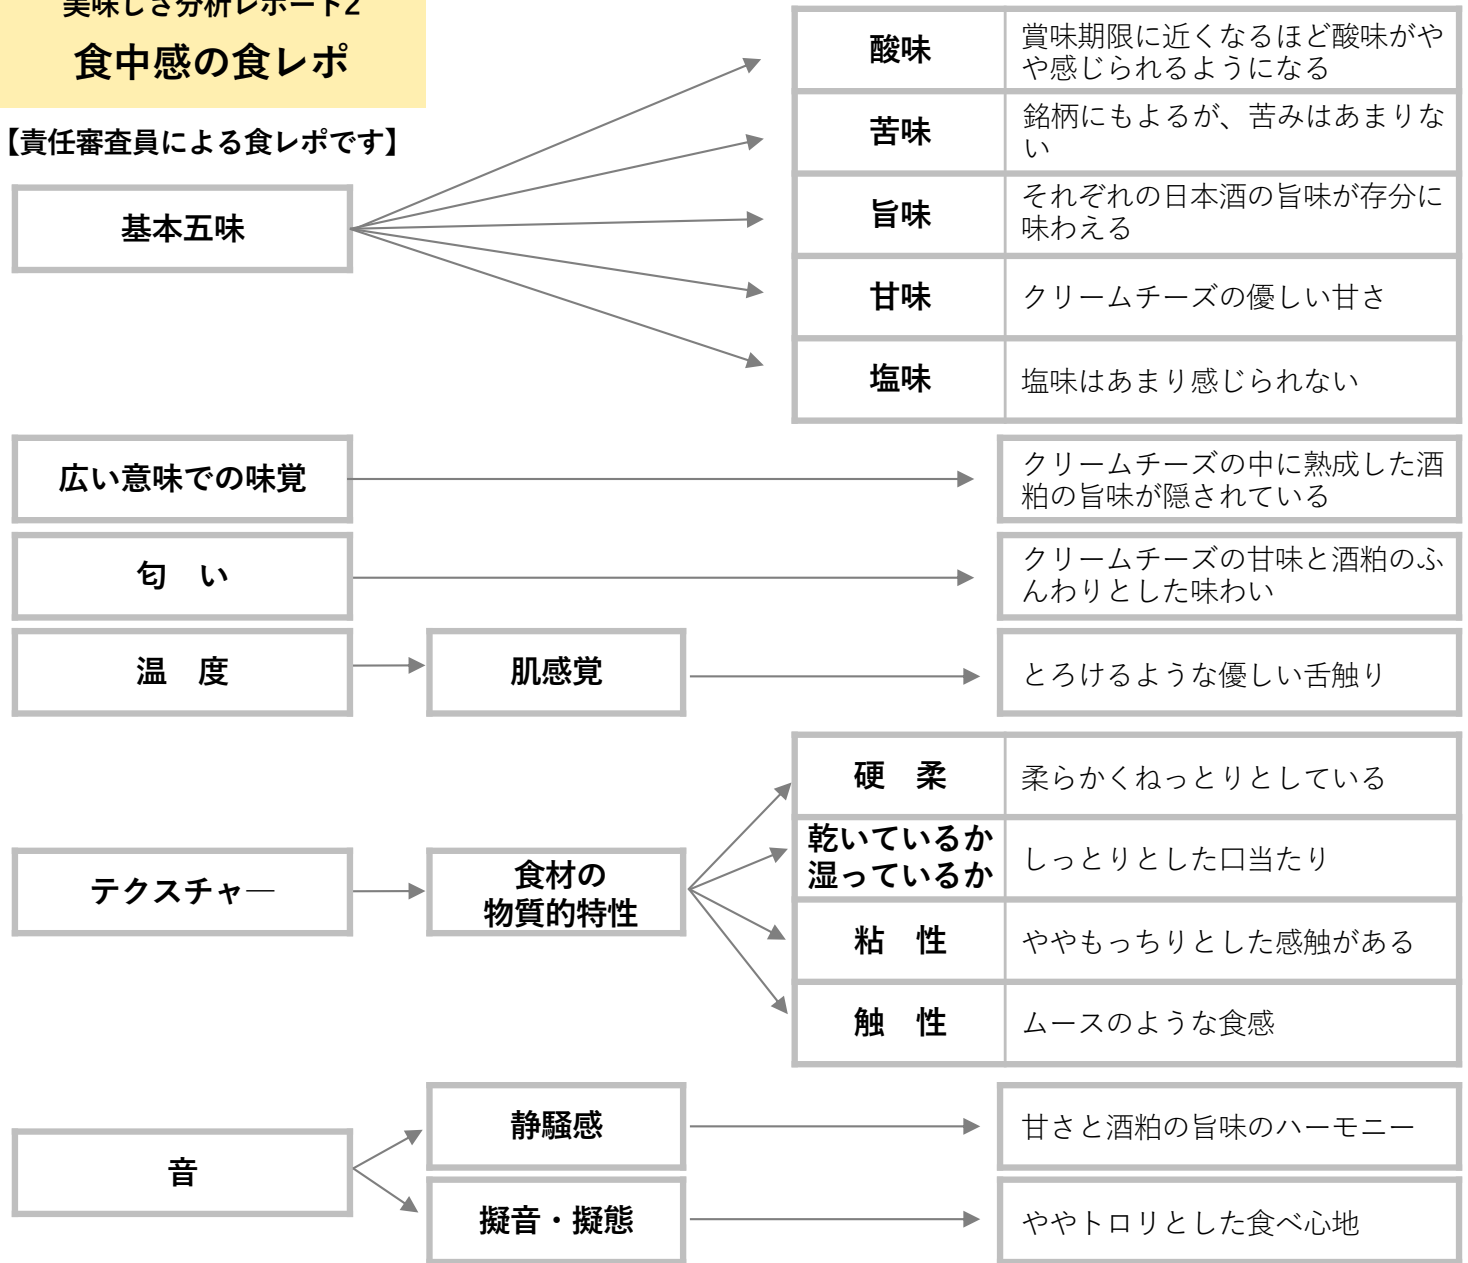 美味しさ分析レポート2
食中感の食レポ
【責任審査員による食レポです】
基本五味
酸味
賞味期限に近くなるほど酸味がや
や感じられるようになる
苦味
銘柄にもよるが、苦みはあまりな
い
旨味
それぞれの日本酒の旨味が存分に
味わえる
甘味
クリームチーズの優しい甘さ
塩味
塩味はあまり感じられない
広い意味での味覚
クリームチーズの中に熟成した酒
粕の旨味が隠されている
匂　い
クリームチーズの甘味と酒粕のふ
んわりとした味わい
温　度
肌感覚
とろけるような優しい舌触り
テクスチャ―
食材の
物質的特性
硬　柔
柔らかくねっとりとしている
乾いているか
湿っているか
しっとりとした口当たり
粘　性
ややもっちりとした感触がある
触　性
ムースのような食感
音
静騒感
甘さと酒粕の旨味のハーモニー
擬音・擬態
ややトロリとした食べ心地